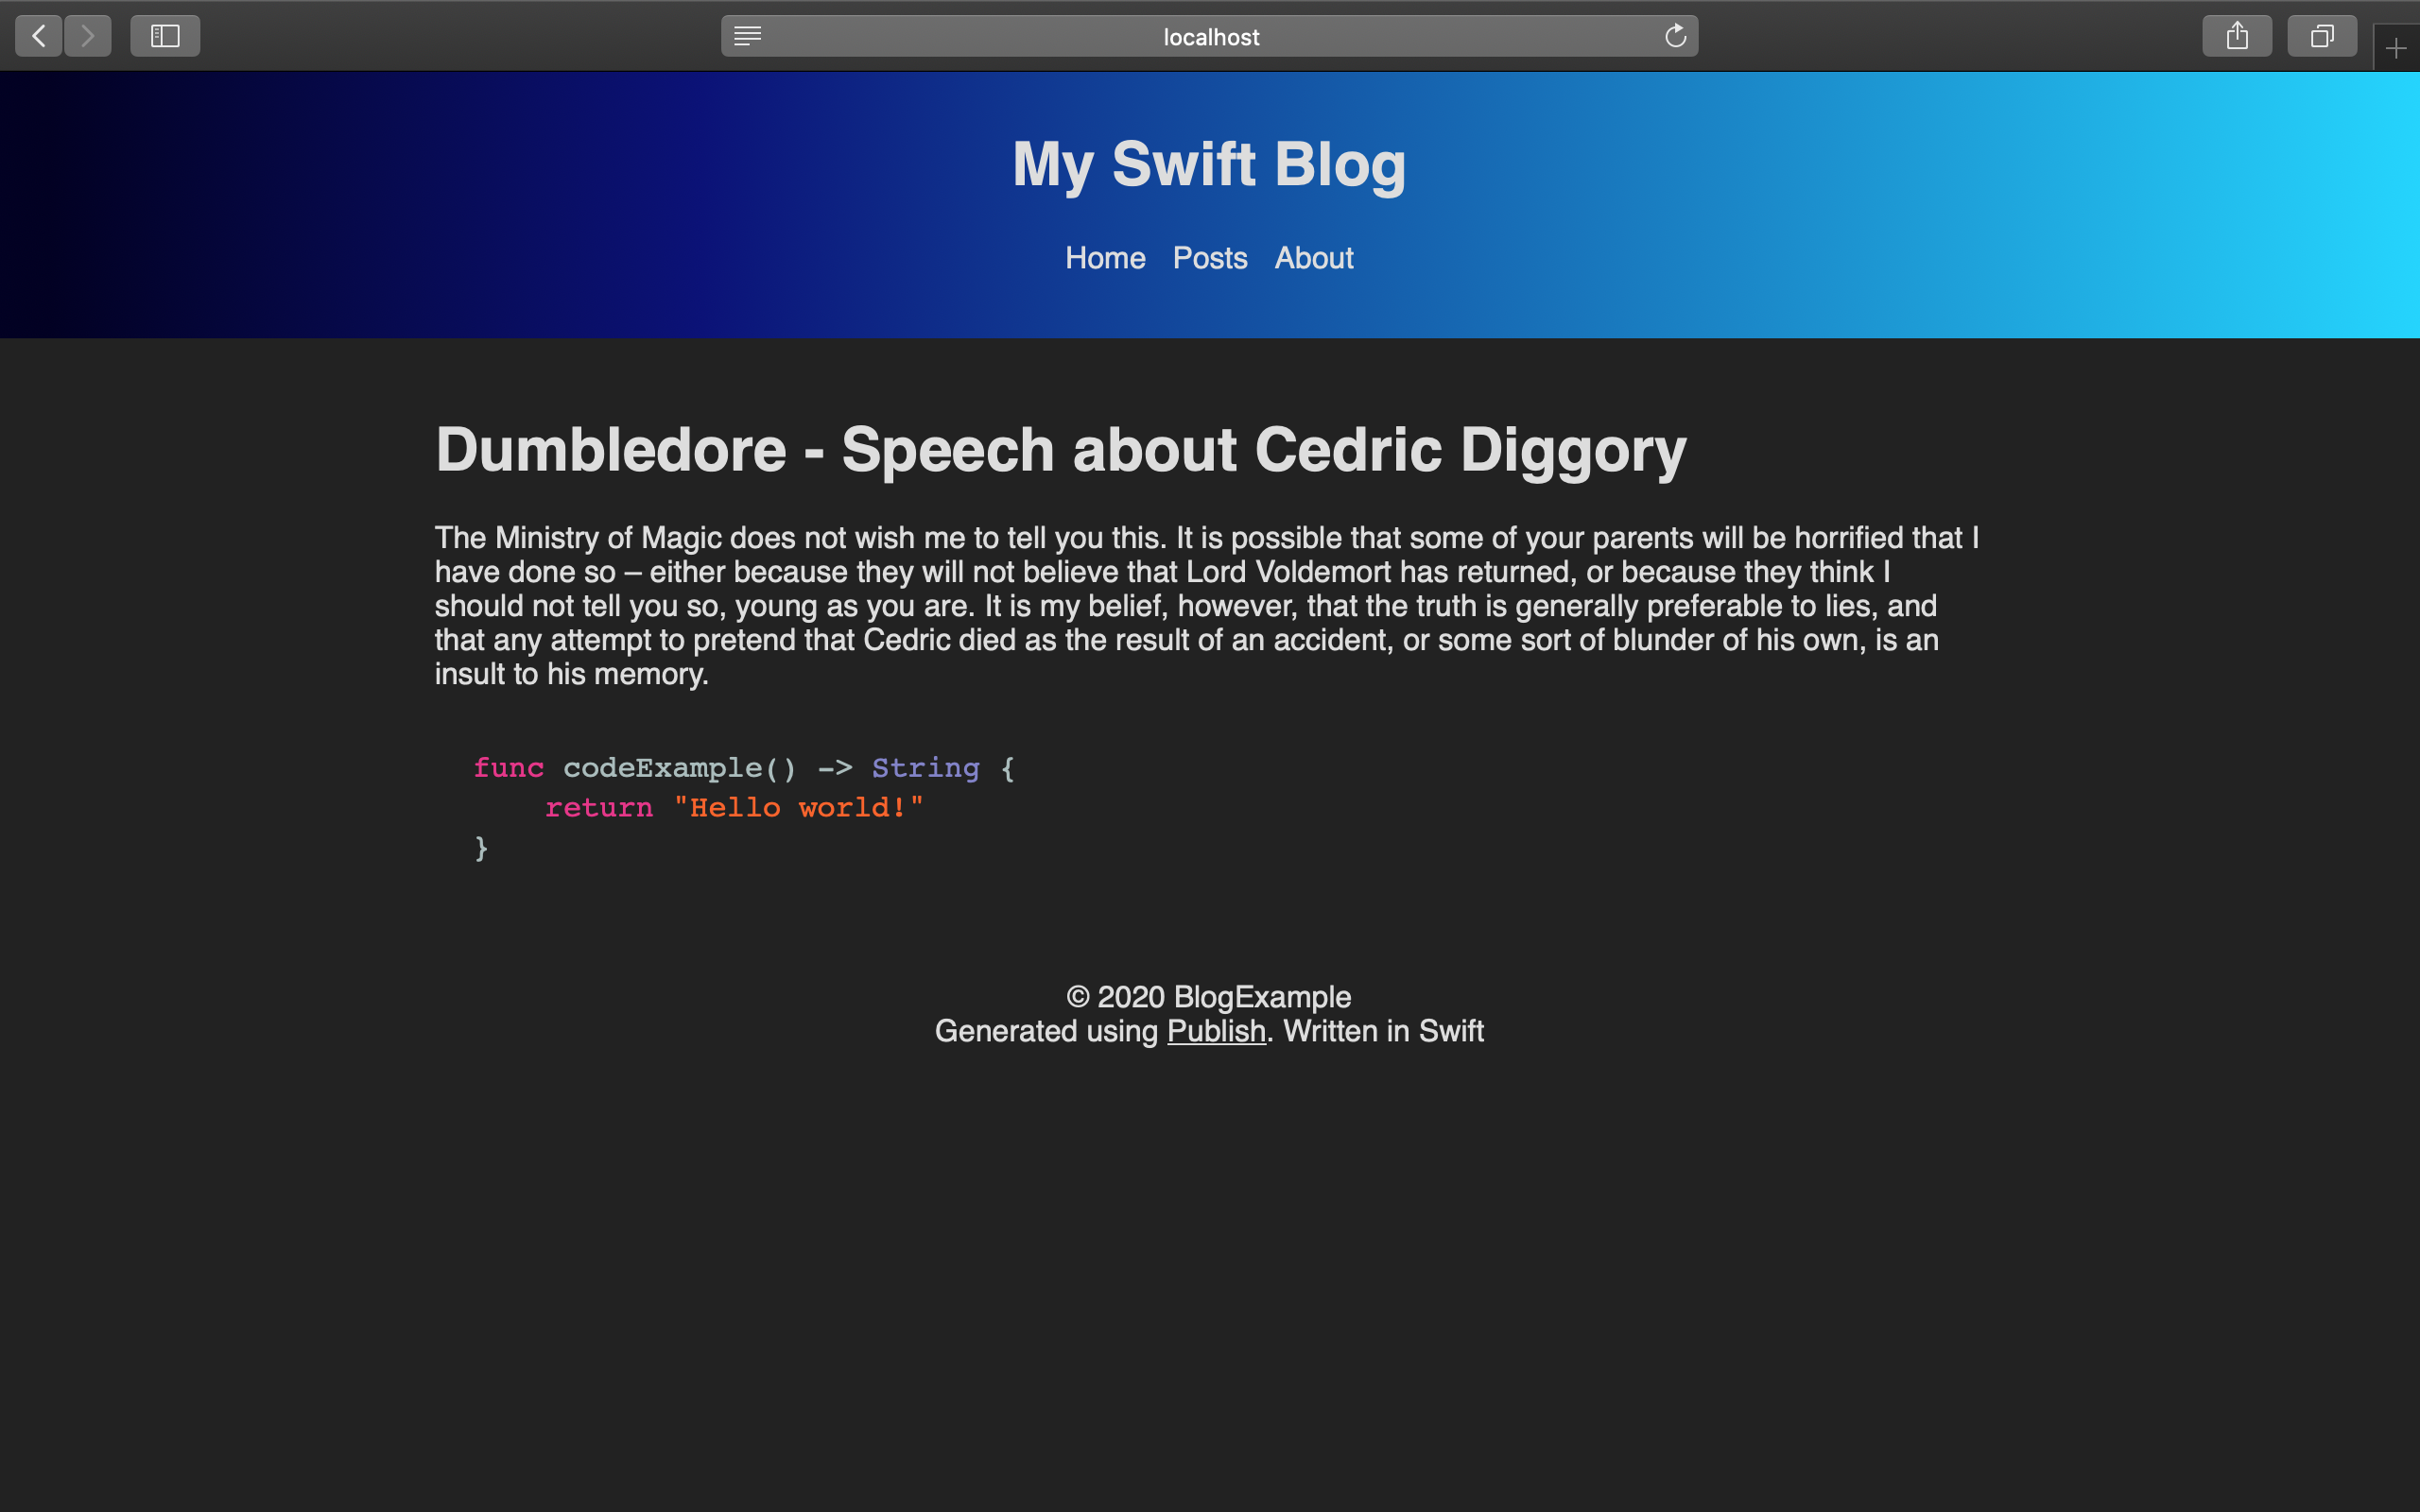 localhost
My Swift Blog
Home Posts About
Dumbledore - Speech about Cedric Diggory
The Ministry of Magic does not wish me to tell you this. It is possible that some of your parents will be horrified that I
have done so – either because they will not believe that Lord Voldemort has returned, or because they think I
should not tell you so, young as you are. It is my belief, however, that the truth is generally preferable to lies, and
that any attempt to pretend that Cedric died as the result of an accident, or some sort of blunder of his own, is an
insult to his memory.
func codeExample() -> String {
    return "Hello world!"
}
© 2020 BlogExample
Generated using Publish. Written in Swift